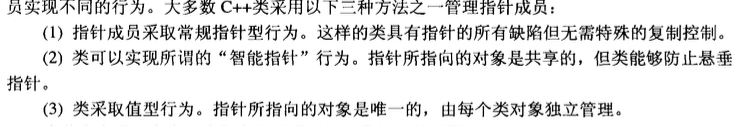 员实现不同的行为。大多数 C++类采用以下三种方法之一管理指针成员：
(1) 指针成员采取常规指针型行为。这样的类具有指针的所有缺陷但无需特殊的复制控制。
(2) 类可以实现所谓的“智能指针”行为。指针所指向的对象是共享的，但类能够防止悬垂
指针。
(3) 类采取值型行为。指针所指向的对象是唯一的，由每个类对象独立管理。